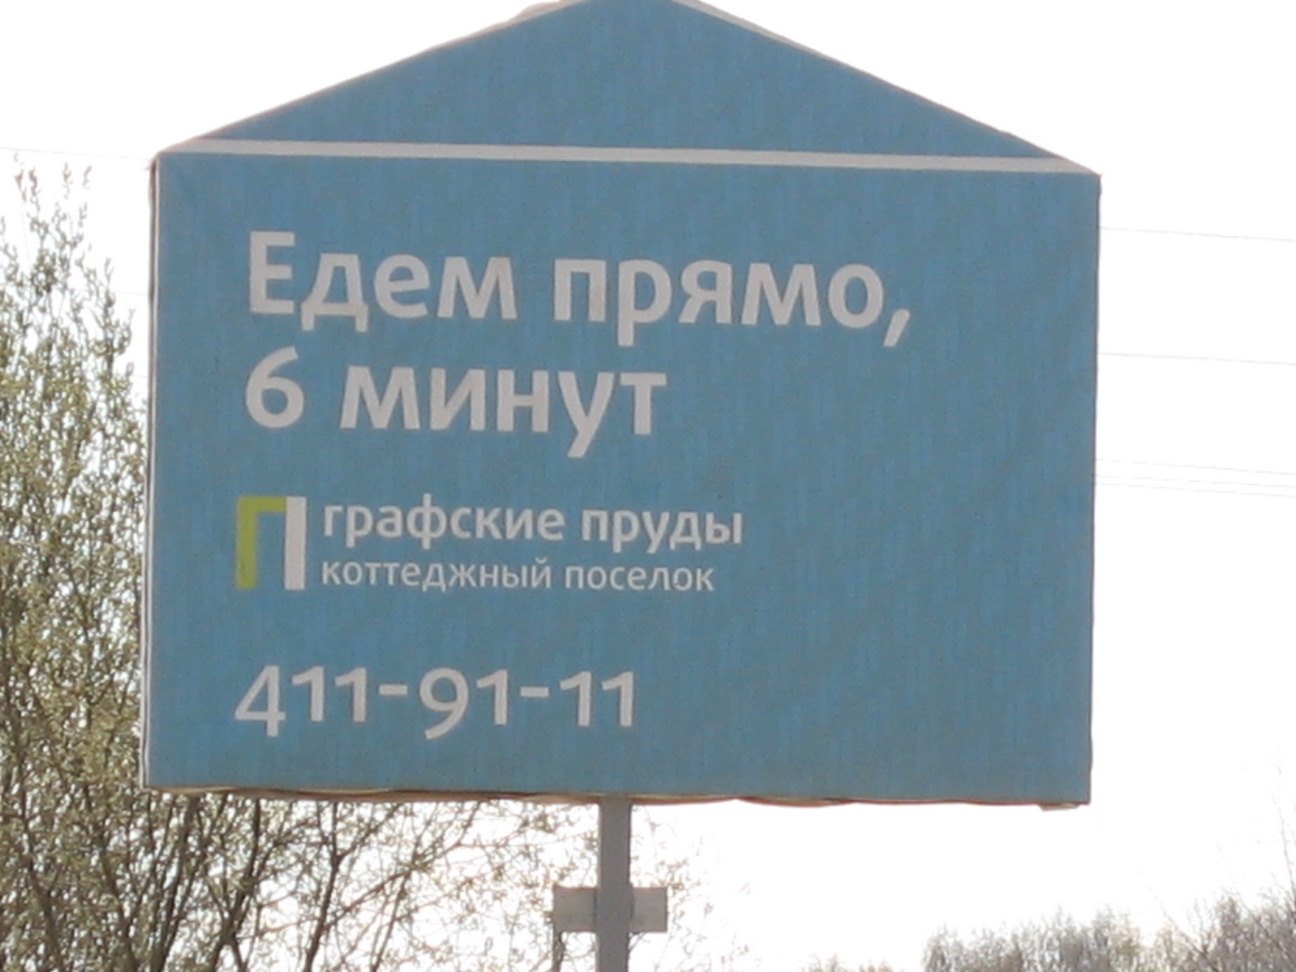 Едем прямо,
6 минут
графские пруды
коттеджный поселок
411-91-11